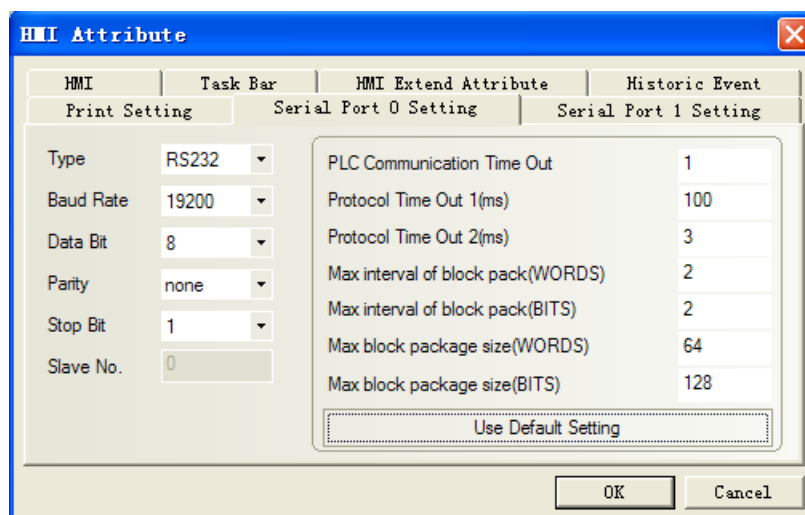 HMI Attribute
HMI Task Bar HMI Extend Attribute Historic Event
Print Setting Serial Port 0 Setting Serial Port 1 Setting
Type RS232
Baud Rate 19200
Data Bit 8
Parity none
Stop Bit 1
Slave No. 0
PLC Communication Time Out 1
Protocol Time Out 1(ms) 100
Protocol Time Out 2(ms) 3
Max interval of block pack(WORDS) 2
Max interval of block pack(BITS) 2
Max block package size(WORDS) 64
Max block package size(BITS) 128
Use Default Setting
OK Cancel